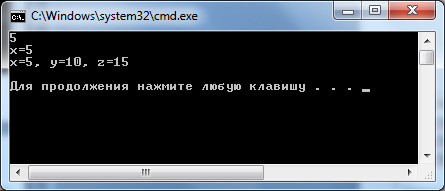 C:\Windows\system32\cmd.exe
5
x=5
x=5, y=10, z=15
Для продолжения нажмите любую клавишу . . . _